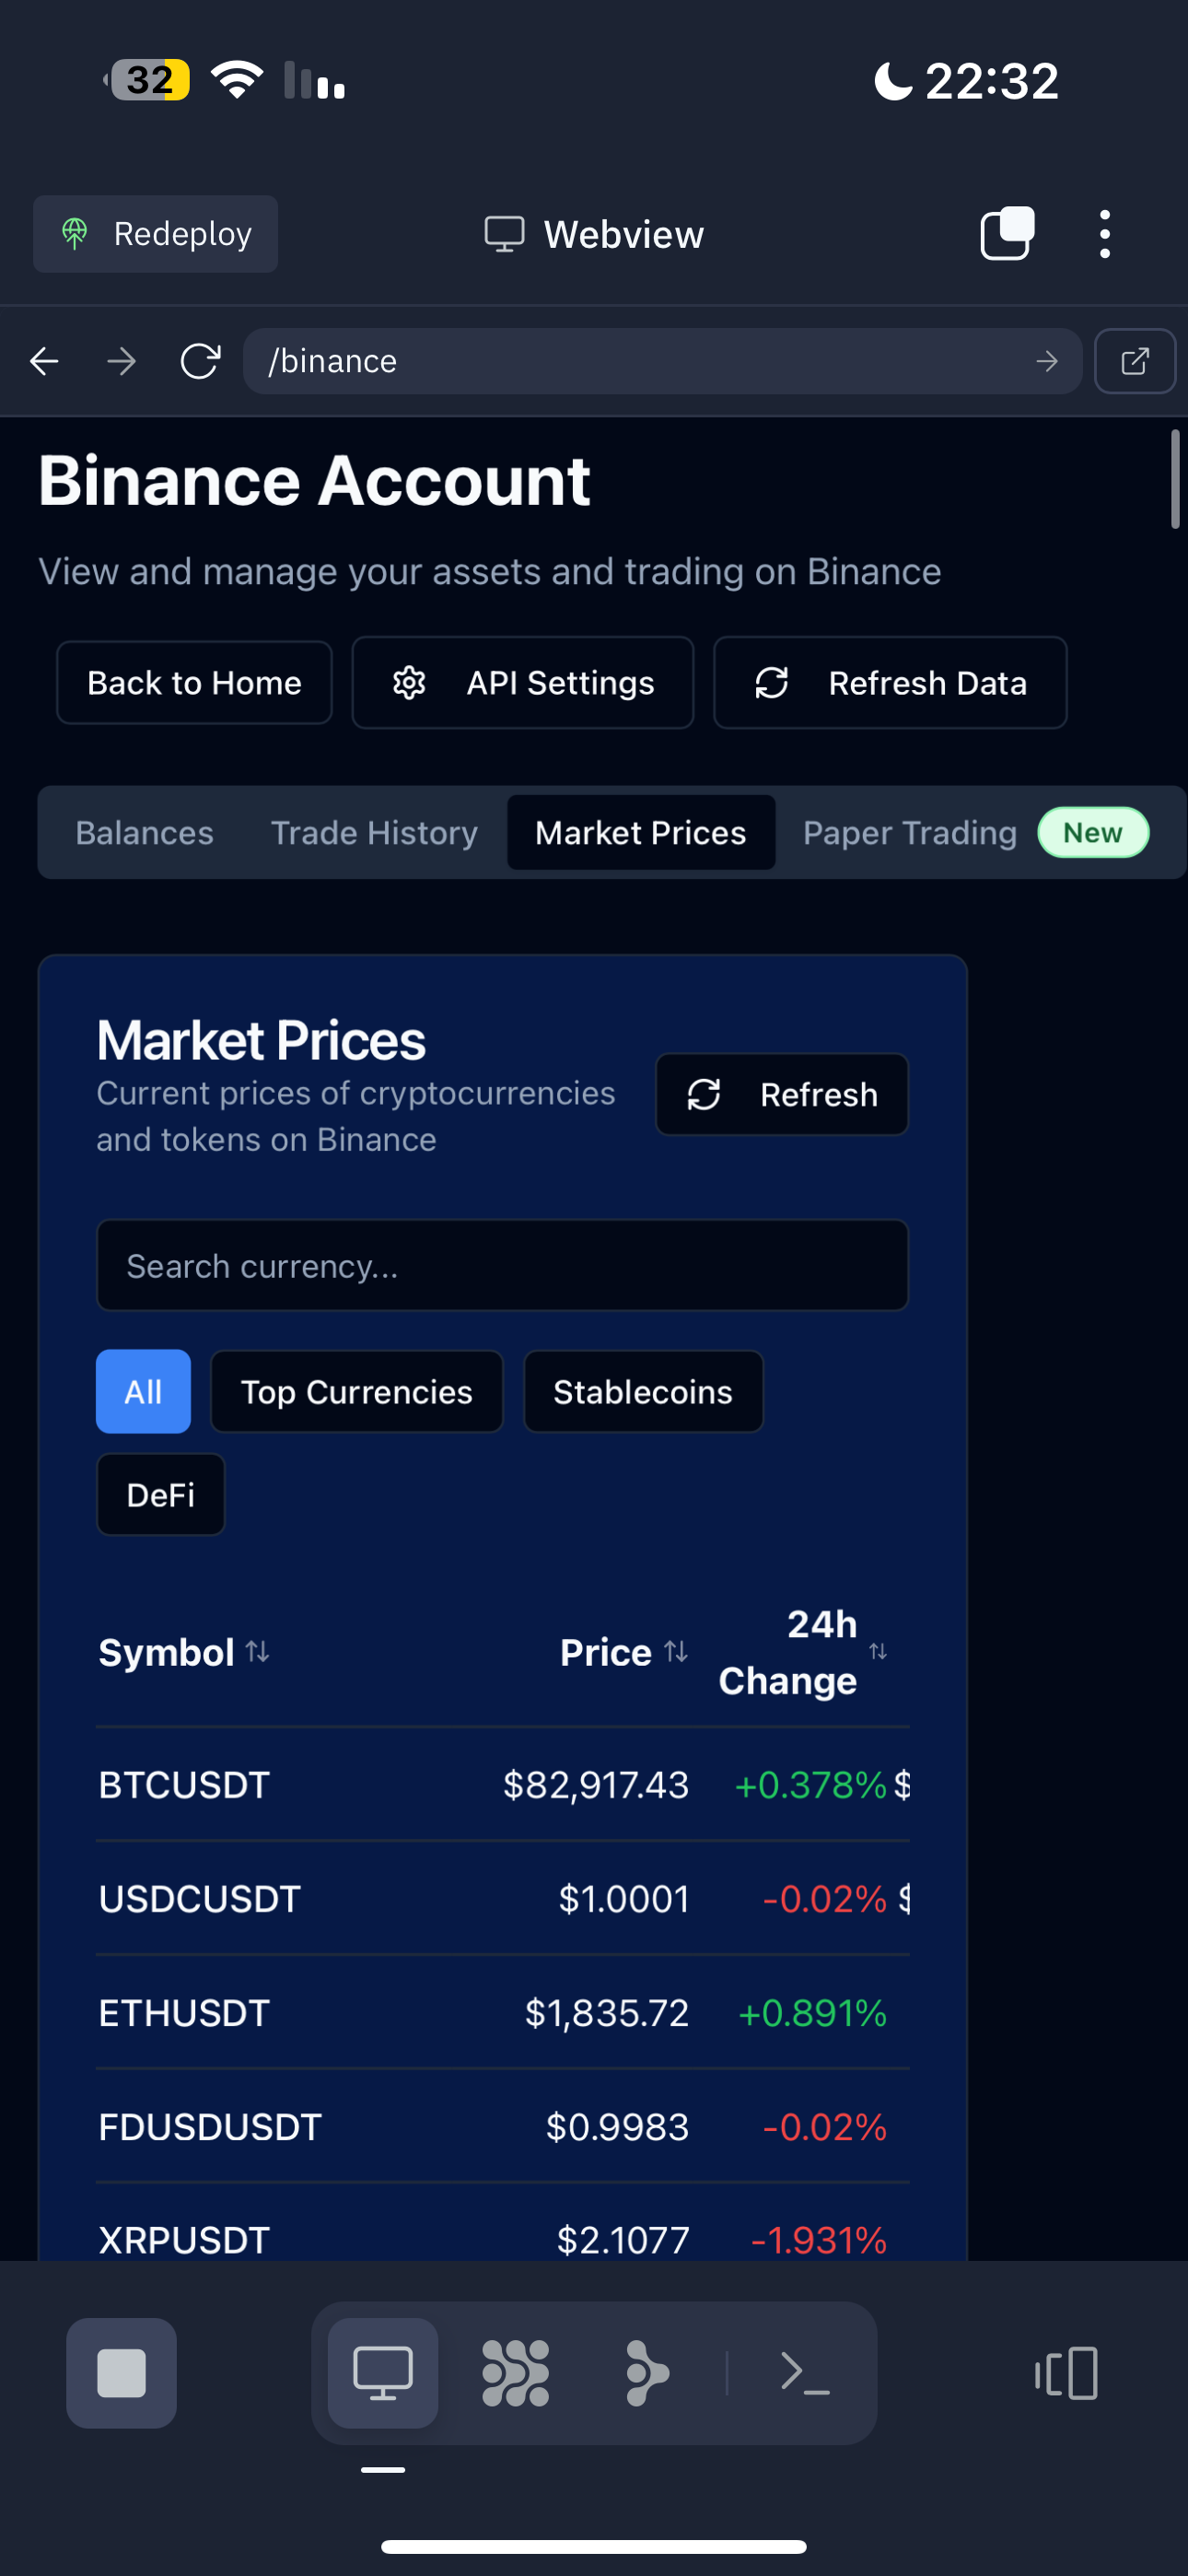 32
22:32
Redeploy
Webview
/binance
Binance Account
View and manage your assets and trading on Binance
Back to Home
API Settings
Refresh Data
Balances
Trade History
Market Prices
Paper Trading
New
Market Prices
Current prices of cryptocurrencies
and tokens on Binance
Refresh
Search currency...
All
Top Currencies
Stablecoins
DeFi
Symbol
Price
24h
Change
BTCUSDT $82,917.43 +0.378% $
USDCUSDT $1.0001 -0.02% $
ETHUSDT $1,835.72 +0.891%
FDUSDUSDT $0.9983 -0.02%
XRPUSDT $2.1077 -1.931%